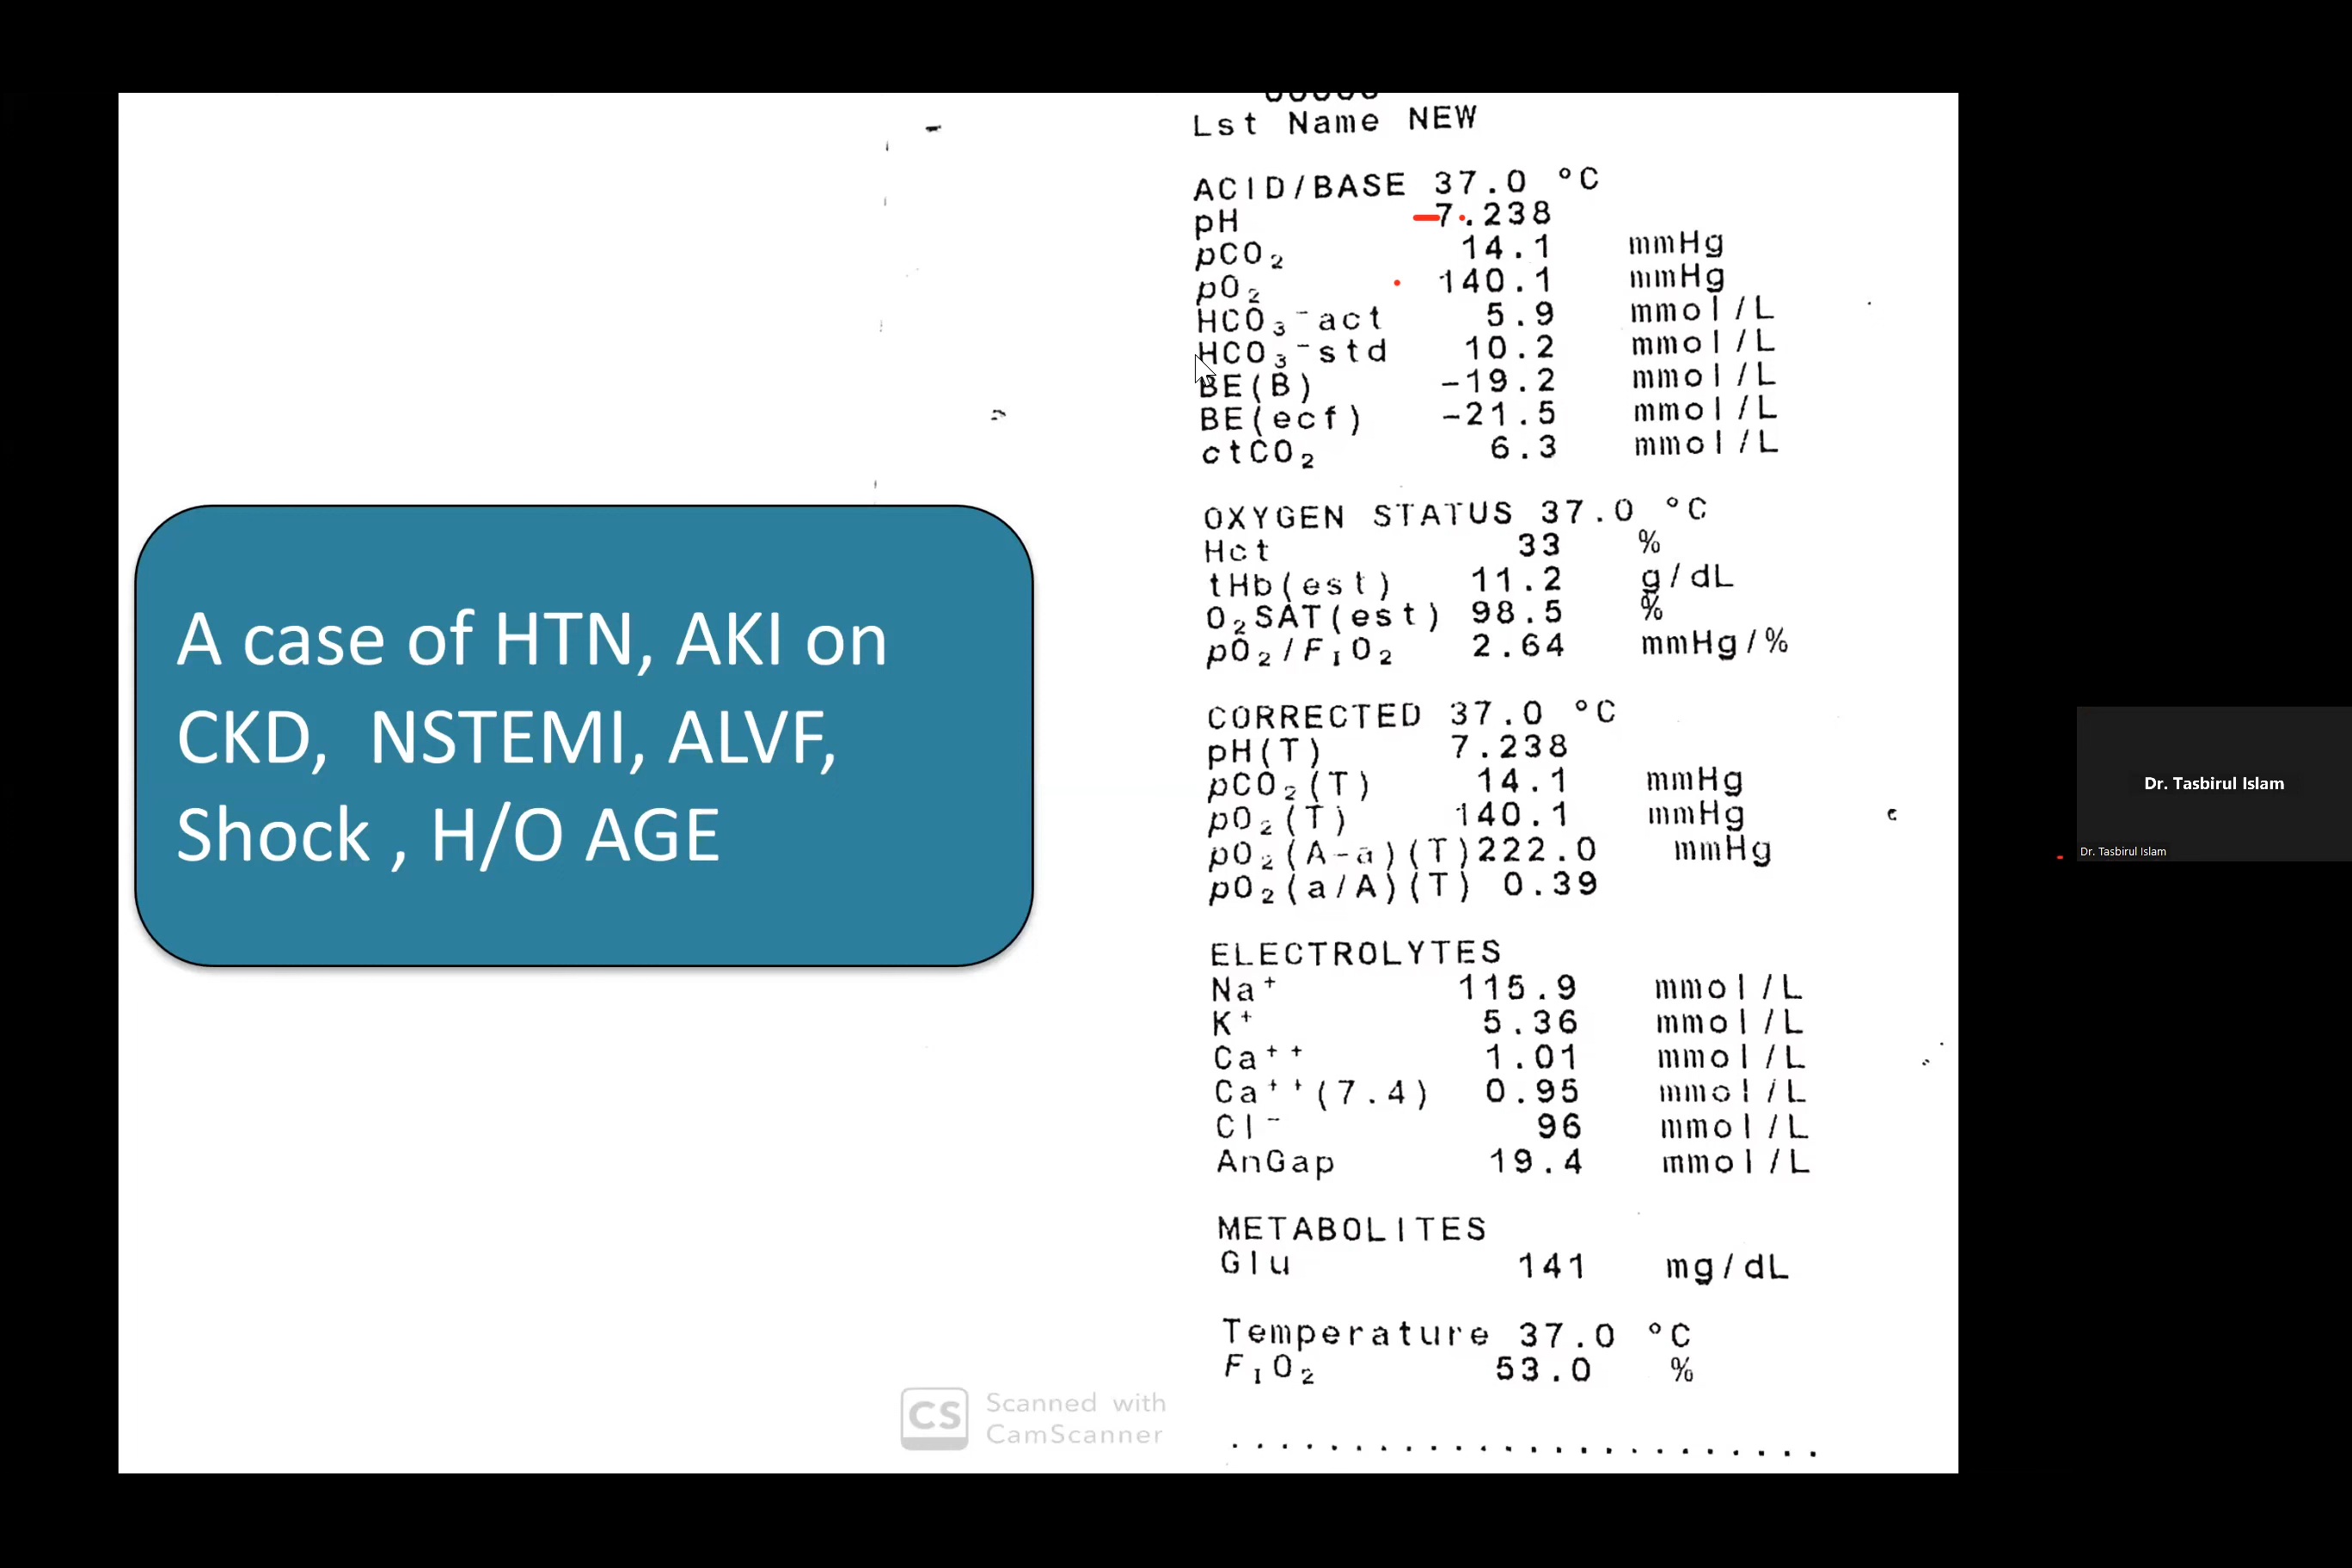 Lst Name NEW
ACID/BASE 37.0 °C
pH 7.238
pCO₂ 14.1 mmHg
pO₂ 140.1 mmHg
HCO₃⁻act 5.9 mmol/L
HCO₃⁻std 10.2 mmol/L
BE(B) -19.2 mmol/L
BE(ecf) -21.5 mmol/L
ctCO₂ 6.3 mmol/L
OXYGEN STATUS 37.0 °C
Hct 33 %
tHb(est) 11.2 g/dL
O₂SAT(est) 98.5 %
pO₂/FIO₂ 2.64 mmHg/%
CORRECTED 37.0 °C
pH(T) 7.238
pCO₂(T) 14.1 mmHg
pO₂(T) 140.1 mmHg
pO₂(A-a)(T) 222.0 mmHg
pO₂(a/A)(T) 0.39
ELECTROLYTES
Na⁺ 115.9 mmol/L
K⁺ 5.36 mmol/L
Ca⁺⁺ 1.01 mmol/L
Ca⁺⁺(7.4) 0.95 mmol/L
Cl⁻ 96 mmol/L
AnGap 19.4 mmol/L
METABOLITES
Glu 141 mg/dL
Temperature 37.0 °C
FIO₂ 53.0 %
A case of HTN, AKI on
CKD, NSTEMI, ALVF,
Shock , H/O AGE
CS Scanned with
CamScanner
Dr. Tasbirul Islam
Dr. Tasbirul Islam